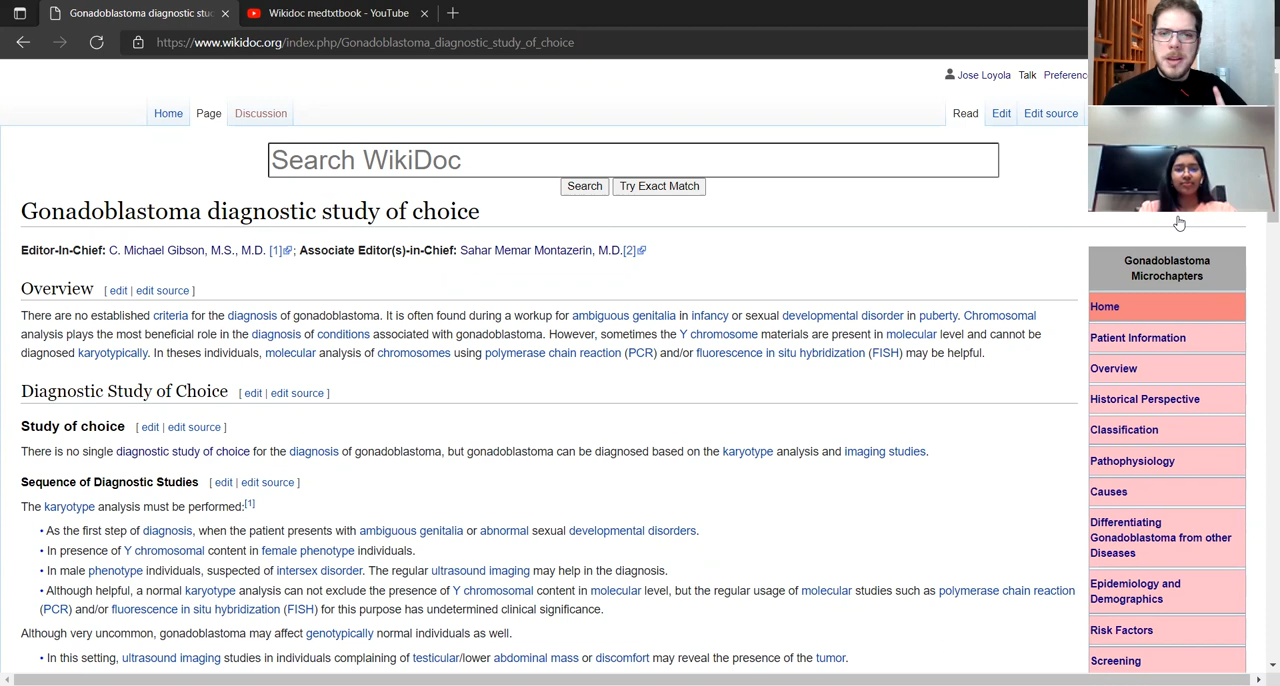 Gonadoblastoma diagnostic stu
Wikidoc medtxtbook - YouTube
https://www.wikidoc.org/index.php/Gonadoblastoma_diagnostic_study_of_choice
Jose Loyola Talk Preferenc
Home Page Discussion Read Edit Edit source
Search WikiDoc
Search Try Exact Match
Gonadoblastoma diagnostic study of choice
Editor-In-Chief: C. Michael Gibson, M.S., M.D. [1]; Associate Editor(s)-in-Chief: Sahar Memar Montazerin, M.D.[2]
Overview [ edit | edit source ]
There are no established criteria for the diagnosis of gonadoblastoma. It is often found during a workup for ambiguous genitalia in infancy or sexual developmental disorder in puberty. Chromosomal
analysis plays the most beneficial role in the diagnosis of conditions associated with gonadoblastoma. However, sometimes the Y chromosome materials are present in molecular level and cannot be
diagnosed karyotypically. In theses individuals, molecular analysis of chromosomes using polymerase chain reaction (PCR) and/or fluorescence in situ hybridization (FISH) may be helpful.
Diagnostic Study of Choice [ edit | edit source ]
Study of choice [ edit | edit source ]
There is no single diagnostic study of choice for the diagnosis of gonadoblastoma, but gonadoblastoma can be diagnosed based on the karyotype analysis and imaging studies.
Sequence of Diagnostic Studies [ edit | edit source ]
The karyotype analysis must be performed:[1]
• As the first step of diagnosis, when the patient presents with ambiguous genitalia or abnormal sexual developmental disorders.
• In presence of Y chromosomal content in female phenotype individuals.
• In male phenotype individuals, suspected of intersex disorder. The regular ultrasound imaging may help in the diagnosis.
• Although helpful, a normal karyotype analysis can not exclude the presence of Y chromosomal content in molecular level, but the regular usage of molecular studies such as polymerase chain reaction
(PCR) and/or fluorescence in situ hybridization (FISH) for this purpose has undetermined clinical significance.
Although very uncommon, gonadoblastoma may affect genotypically normal individuals as well.
• In this setting, ultrasound imaging studies in individuals complaining of testicular/lower abdominal mass or discomfort may reveal the presence of the tumor.
Gonadoblastoma
Microchapters
Home
Patient Information
Overview
Historical Perspective
Classification
Pathophysiology
Causes
Differentiating
Gonadoblastoma from other
Diseases
Epidemiology and
Demographics
Risk Factors
Screening